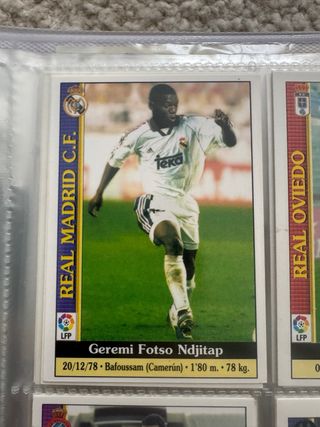 REAL MADRID C.F.
teka
LFP
Geremi Fotso Ndjitap
20/12/78 - Bafoussam (Camerún) - 1'80 m. - 78 kg.
REAL OVIEDO
LFP
0